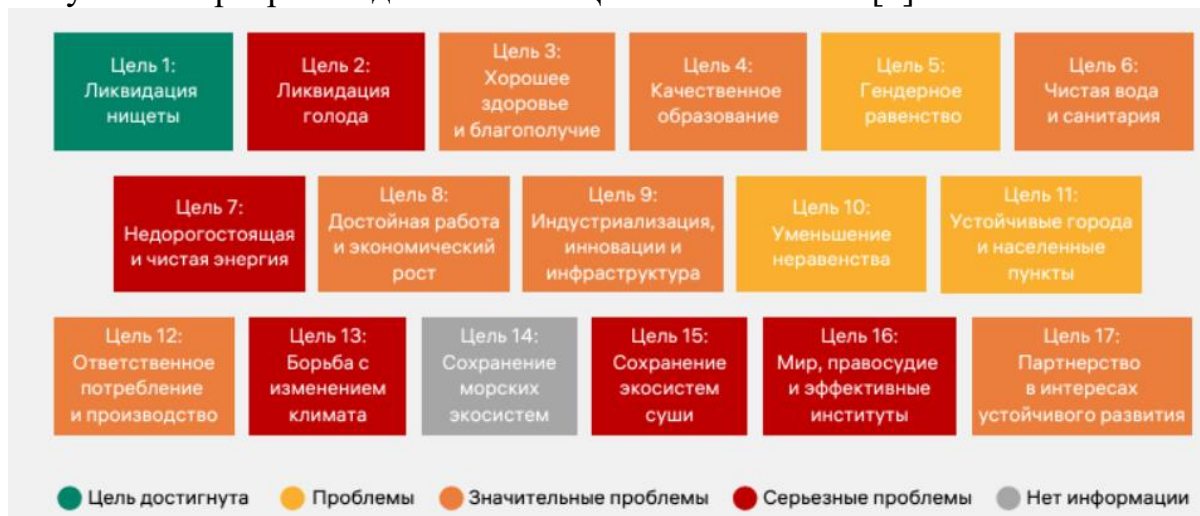 Цель 1:
Ликвидация
нищеты
Цель 2:
Ликвидация
голода
Цель 3:
Хорошее
здоровье
и благополучие
Цель 4:
Качественное
образование
Цель 5:
Гендерное
равенство
Цель 6:
Чистая вода
и санитария
Цель 7:
Недорогостоящая
и чистая энергия
Цель 8:
Достойная работа
и экономический
рост
Цель 9:
Индустриализация,
инновации и
инфраструктура
Цель 10:
Уменьшение
неравенства
Цель 11:
Устойчивые города
и населенные
пункты
Цель 12:
Ответственное
потребление
и производство
Цель 13:
Борьба с
изменением
климата
Цель 14:
Сохранение
морских
экосистем
Цель 15:
Сохранение
экосистем
суши
Цель 16:
Мир, правосудие
и эффективные
институты
Цель 17:
Партнерство
в интересах
устойчивого развития
Цель достигнута
Проблемы
Значительные проблемы
Серьезные проблемы
Нет информации